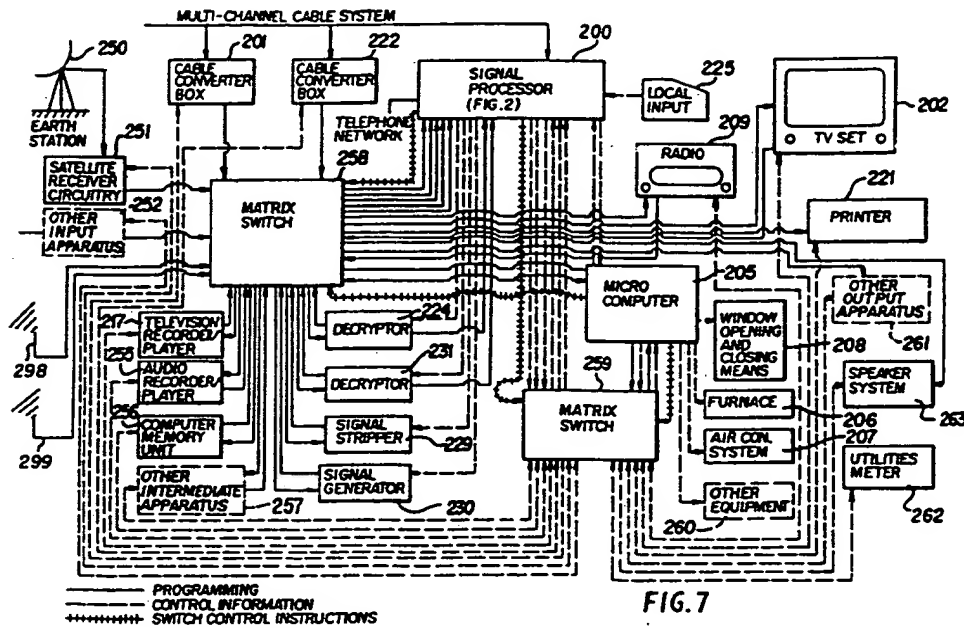 MULTI-CHANNEL CABLE SYSTEM
250
201
222
200
CABLE
CONVERTER
BOX
CABLE
CONVERTER
BOX
SIGNAL
PROCESSOR
(FIG. 2)
225
LOCAL
INPUT
202
TV SET
EARTH
STATION
251
TELEPHONE
NETWORK
209
RADIO
258
SATELLITE
RECEIVER
CIRCUITRY
252
MATRIX
SWITCH
221
PRINTER
OTHER
INPUT
APPARATUS
205
MICRO
COMPUTER
OTHER
OUTPUT
APPARATUS
261
217
TELEVISION
RECORDER/
PLAYER
224
DECRYPTOR
WINDOW
OPENING
AND
CLOSING
MEANS
208
298
255
AUDIO
RECORDER/
PLAYER
231
DECRYPTOR
259
MATRIX
SWITCH
SPEAKER
SYSTEM
263
FURNACE
206
256
COMPUTER
MEMORY
UNIT
SIGNAL
STRIPPER
229
AIR CON.
SYSTEM
207
UTILITIES
METER
262
299
OTHER
INTERMEDIATE
APPARATUS
257
SIGNAL
GENERATOR
230
OTHER
EQUIPMENT
260
PROGRAMMING
CONTROL INFORMATION
SWITCH CONTROL INSTRUCTIONS
FIG. 7